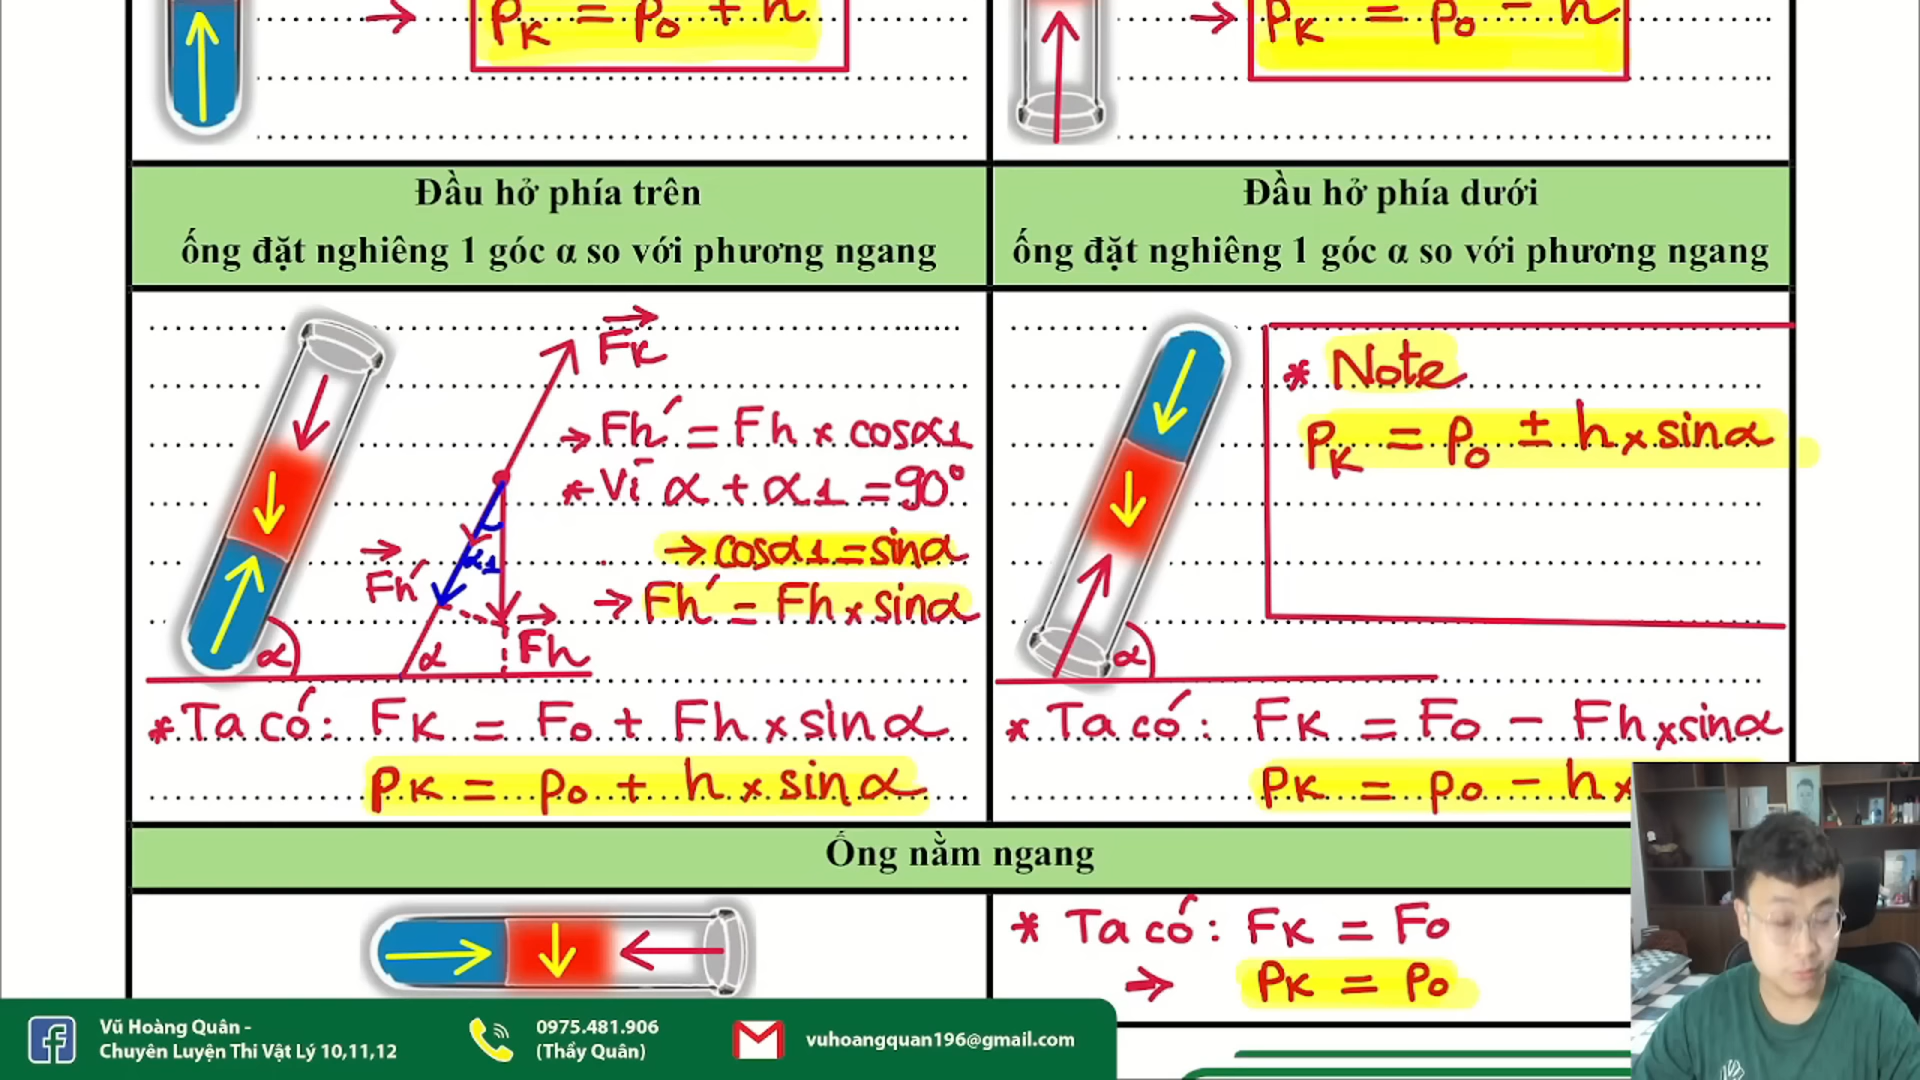 → pK = p0 + h
→ pK = p0 − h
Đầu hở phía trên
ống đặt nghiêng 1 góc α so với phương ngang
Đầu hở phía dưới
ống đặt nghiêng 1 góc α so với phương ngang
FK
→ Fh' = Fh × cosα1
* Vì α + α1 = 90°
→ cosα1 = sinα
→ Fh' = Fh × sinα
α1
Fh'
Fh
α
α
* Ta có: FK = F0 + Fh × sin α
pK = p0 + h × sin α
* Note
pK = p0 ± h × sinα
α
* Ta có: FK = F0 − Fh × sinα
pK = p0 − h ×
Ống nằm ngang
* Ta có: FK = F0
→ pK = p0
Vũ Hoàng Quân -
Chuyên Luyện Thi Vật Lý 10,11,12
0975.481.906
(Thầy Quân)
vuhoangquan196@gmail.com